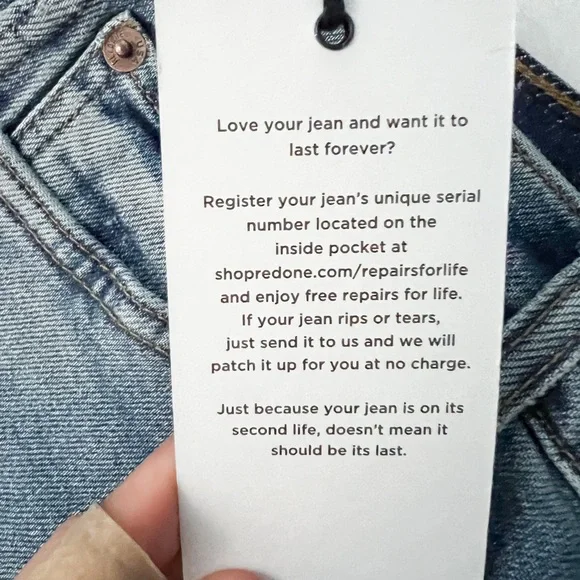 Love your jean and want it to
last forever?
Register your jean's unique serial
number located on the
inside pocket at
shopredone.com/repairsforlife
and enjoy free repairs for life.
If your jean rips or tears,
just send it to us and we will
patch it up for you at no charge.
Just because your jean is on its
second life, doesn't mean it
should be its last.